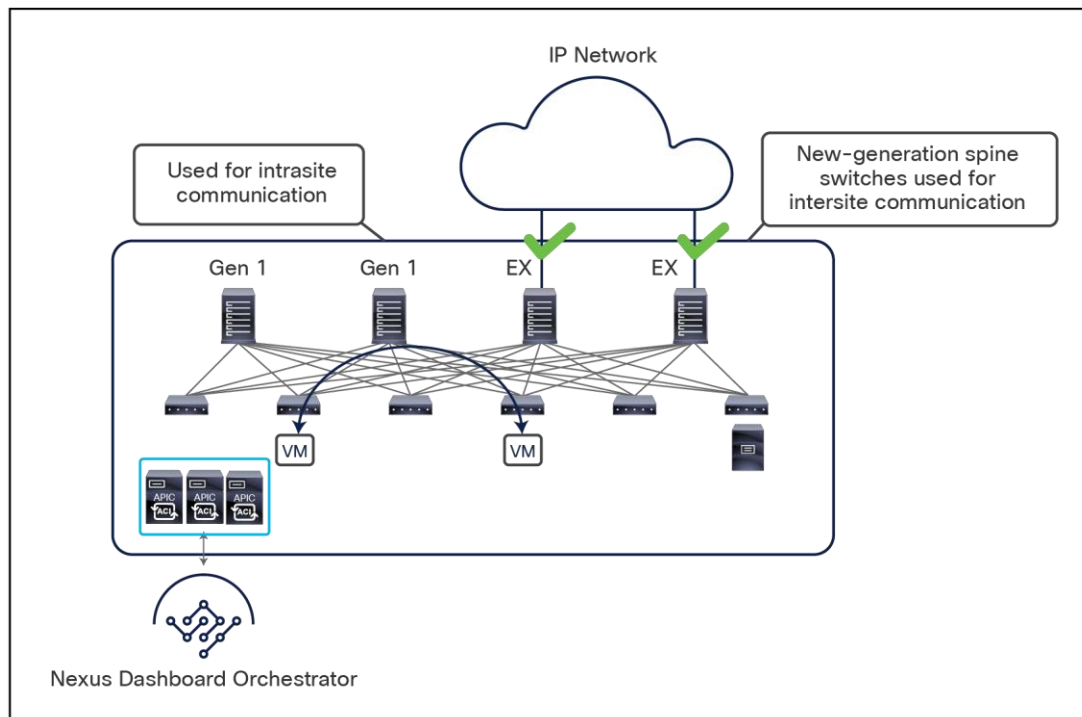 IP Network
Used for intrasite
communication
New-generation spine
switches used for
intersite communication
Gen 1
Gen 1
EX
EX
VM
VM
APIC
ACI
APIC
ACI
APIC
ACI
Nexus Dashboard Orchestrator